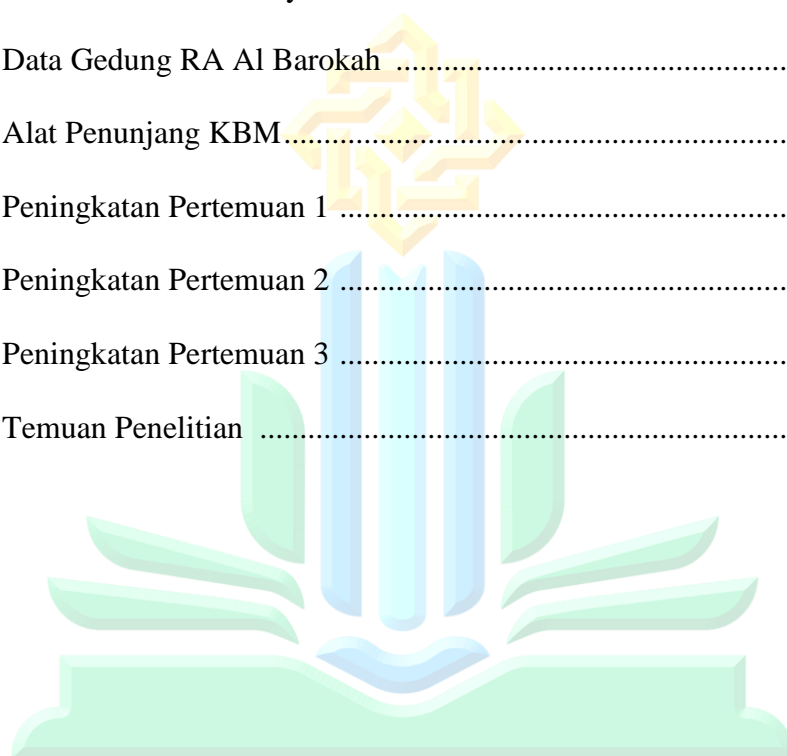 Data Gedung RA Al Barokah ................................................
Alat Penunjang KBM..............................................................
Peningkatan Pertemuan 1 .......................................................
Peningkatan Pertemuan 2 .......................................................
Peningkatan Pertemuan 3 .......................................................
Temuan Penelitian .................................................................